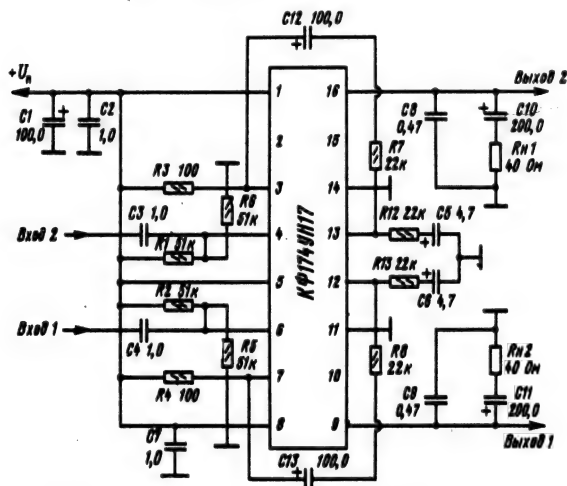 C12 100,0
+Uп
C1 100,0
C2 1,0
1
16
Выход 2
C8 0,47
C10 200,0
Rн1 40 Ом
2
15
R3 100
R6 51к
R7 22к
3
14
C3 1,0
Вход 2
R1 51к
4
13
R12 22к
C5 4,7
КФ174УН17
5
12
R13 22к
C6 4,7
R2 51к
Вход 1
C4 1,0
R5 51к
6
11
R8 22к
Rн2 40 Ом
R4 100
7
10
C9 0,47
C11 200,0
8
9
Выход 1
C7 1,0
C13 100,0